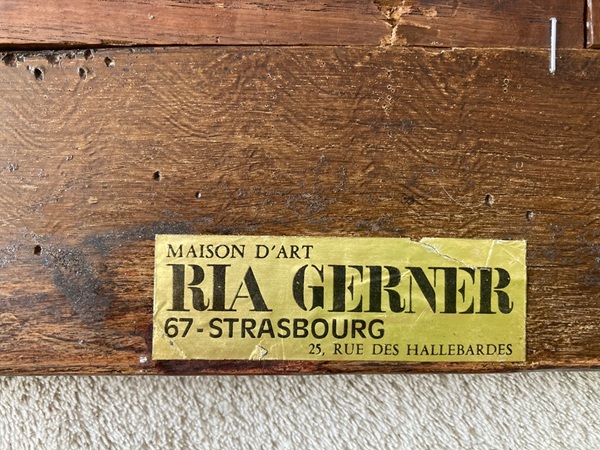 MAISON D'ART
RIA GERNER
67-STRASBOURG
25, RUE DES HALLEBARDES